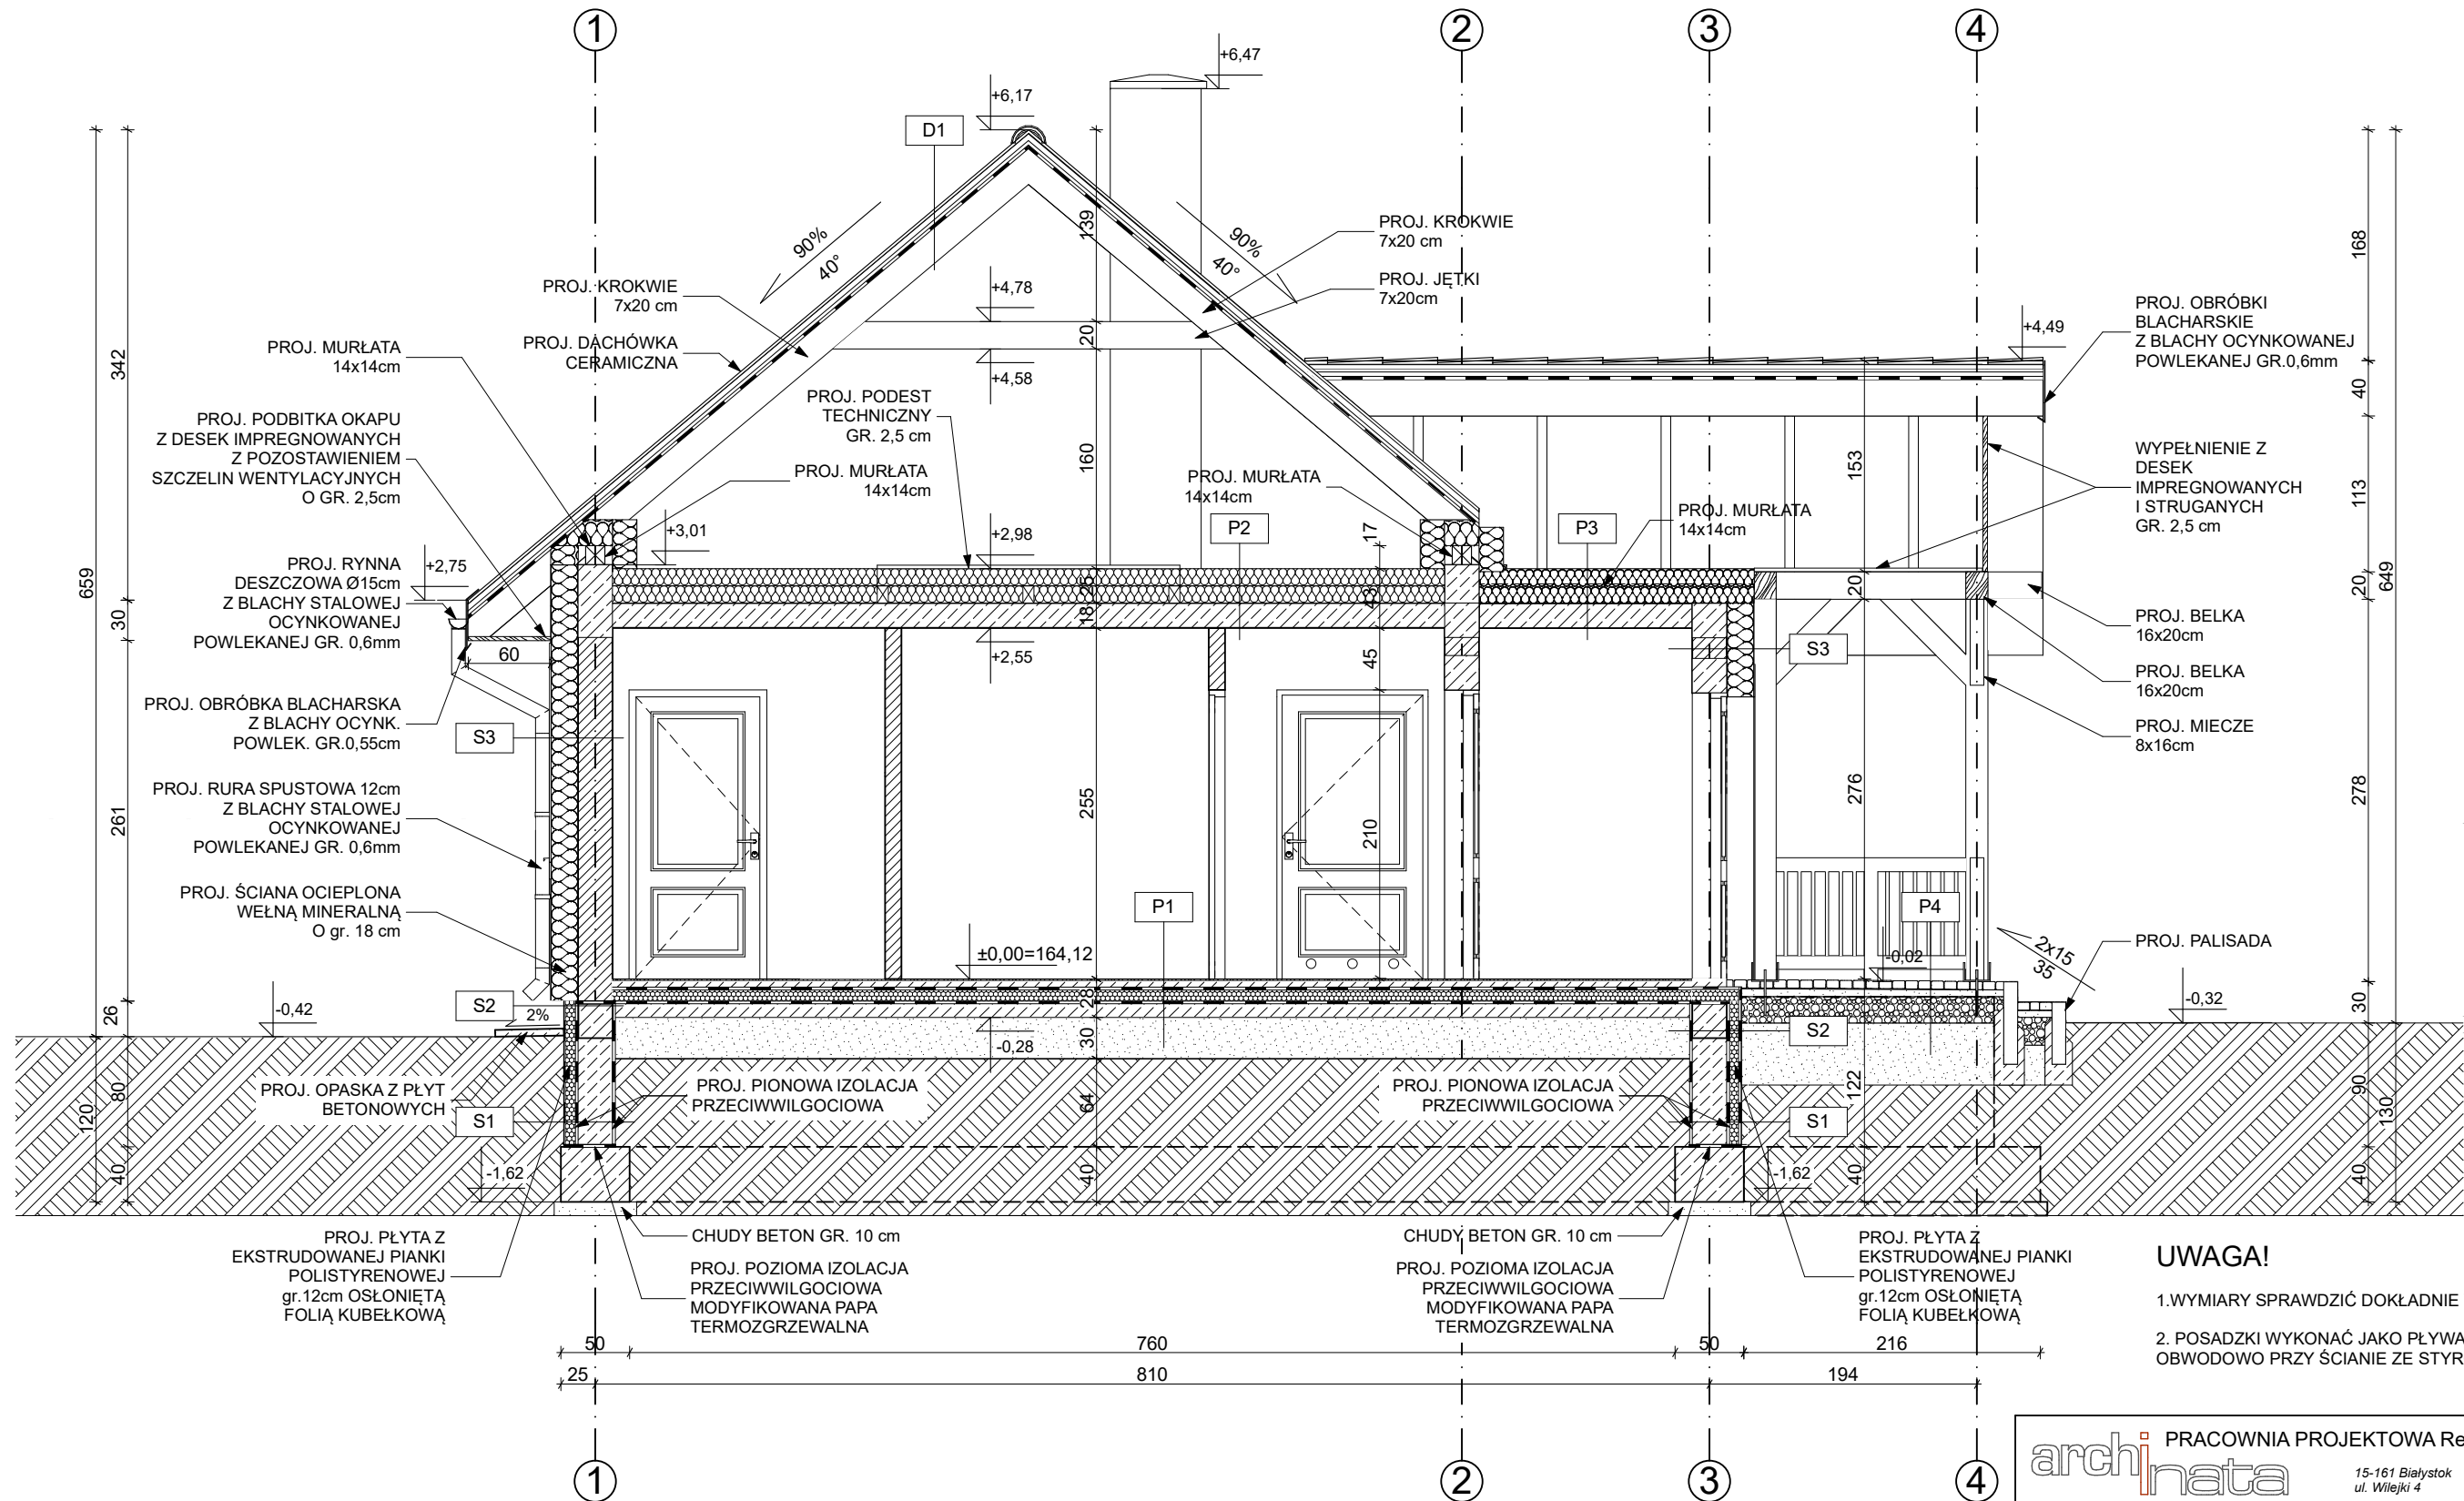 1
2
3
4
+6,47
+6,17
D1
90%
40°
90%
40°
139
PROJ. KROKWIE
7x20 cm
PROJ. JĘTKI
7x20cm
PROJ. KROKWIE
7x20 cm
PROJ. DACHÓWKA
CERAMICZNA
+4,78
20
+4,58
PROJ. MURŁATA
14x14cm
PROJ. PODBITKA OKAPU
Z DESEK IMPREGNOWANYCH
Z POZOSTAWIENIEM
SZCZELIN WENTYLACYJNYCH
O GR. 2,5cm
PROJ. PODEST
TECHNICZNY
GR. 2,5 cm
160
PROJ. MURŁATA
14x14cm
PROJ. MURŁATA
14x14cm
PROJ. MURŁATA
14x14cm
P2
P3
17
153
+4,49
PROJ. OBRÓBKI
BLACHARSKIE
Z BLACHY OCYNKOWANEJ
POWLEKANEJ GR.0,6mm
WYPEŁNIENIE Z
DESEK
IMPREGNOWANYCH
I STRUGANYCH
GR. 2,5 cm
168
40
113
20
649
278
30
90
130
40
342
659
30
261
26
80
120
40
PROJ. RYNNA
DESZCZOWA Ø15cm
Z BLACHY STALOWEJ
OCYNKOWANEJ
POWLEKANEJ GR. 0,6mm
+2,75
+3,01
+2,98
25
43
18
+2,55
20
60
45
S3
S3
PROJ. BELKA
16x20cm
PROJ. BELKA
16x20cm
PROJ. MIECZE
8x16cm
PROJ. OBRÓBKA BLACHARSKA
Z BLACHY OCYNK.
POWLEK. GR.0,55cm
PROJ. RURA SPUSTOWA 12cm
Z BLACHY STALOWEJ
OCYNKOWANEJ
POWLEKANEJ GR. 0,6mm
PROJ. ŚCIANA OCIEPLONA
WEŁNĄ MINERALNĄ
O gr. 18 cm
255
210
276
P1
P4
±0,00=164,12
-0,02
2x15
35
PROJ. PALISADA
-0,42
S2
2%
28
-0,28
30
S2
-0,32
PROJ. OPASKA Z PŁYT
BETONOWYCH
S1
PROJ. PIONOWA IZOLACJA
PRZECIWWILGOCIOWA
64
PROJ. PIONOWA IZOLACJA
PRZECIWWILGOCIOWA
S1
122
-1,62
40
-1,62
40
PROJ. PŁYTA Z
EKSTRUDOWANEJ PIANKI
POLISTYRENOWEJ
gr.12cm OSŁONIĘTĄ
FOLIĄ KUBEŁKOWĄ
CHUDY BETON GR. 10 cm
PROJ. POZIOMA IZOLACJA
PRZECIWWILGOCIOWA
MODYFIKOWANA PAPA
TERMOZGRZEWALNA
CHUDY BETON GR. 10 cm
PROJ. POZIOMA IZOLACJA
PRZECIWWILGOCIOWA
MODYFIKOWANA PAPA
TERMOZGRZEWALNA
PROJ. PŁYTA Z
EKSTRUDOWANEJ PIANKI
POLISTYRENOWEJ
gr.12cm OSŁONIĘTĄ
FOLIĄ KUBEŁKOWĄ
UWAGA!
1.WYMIARY SPRAWDZIĆ DOKŁADNIE
2. POSADZKI WYKONAĆ JAKO PŁYWA
OBWODOWO PRZY ŚCIANIE ZE STYR
50
760
50
216
25
810
194
1
2
3
4
archinata
PRACOWNIA PROJEKTOWA Re
15-161 Białystok
ul. Wilejki 4